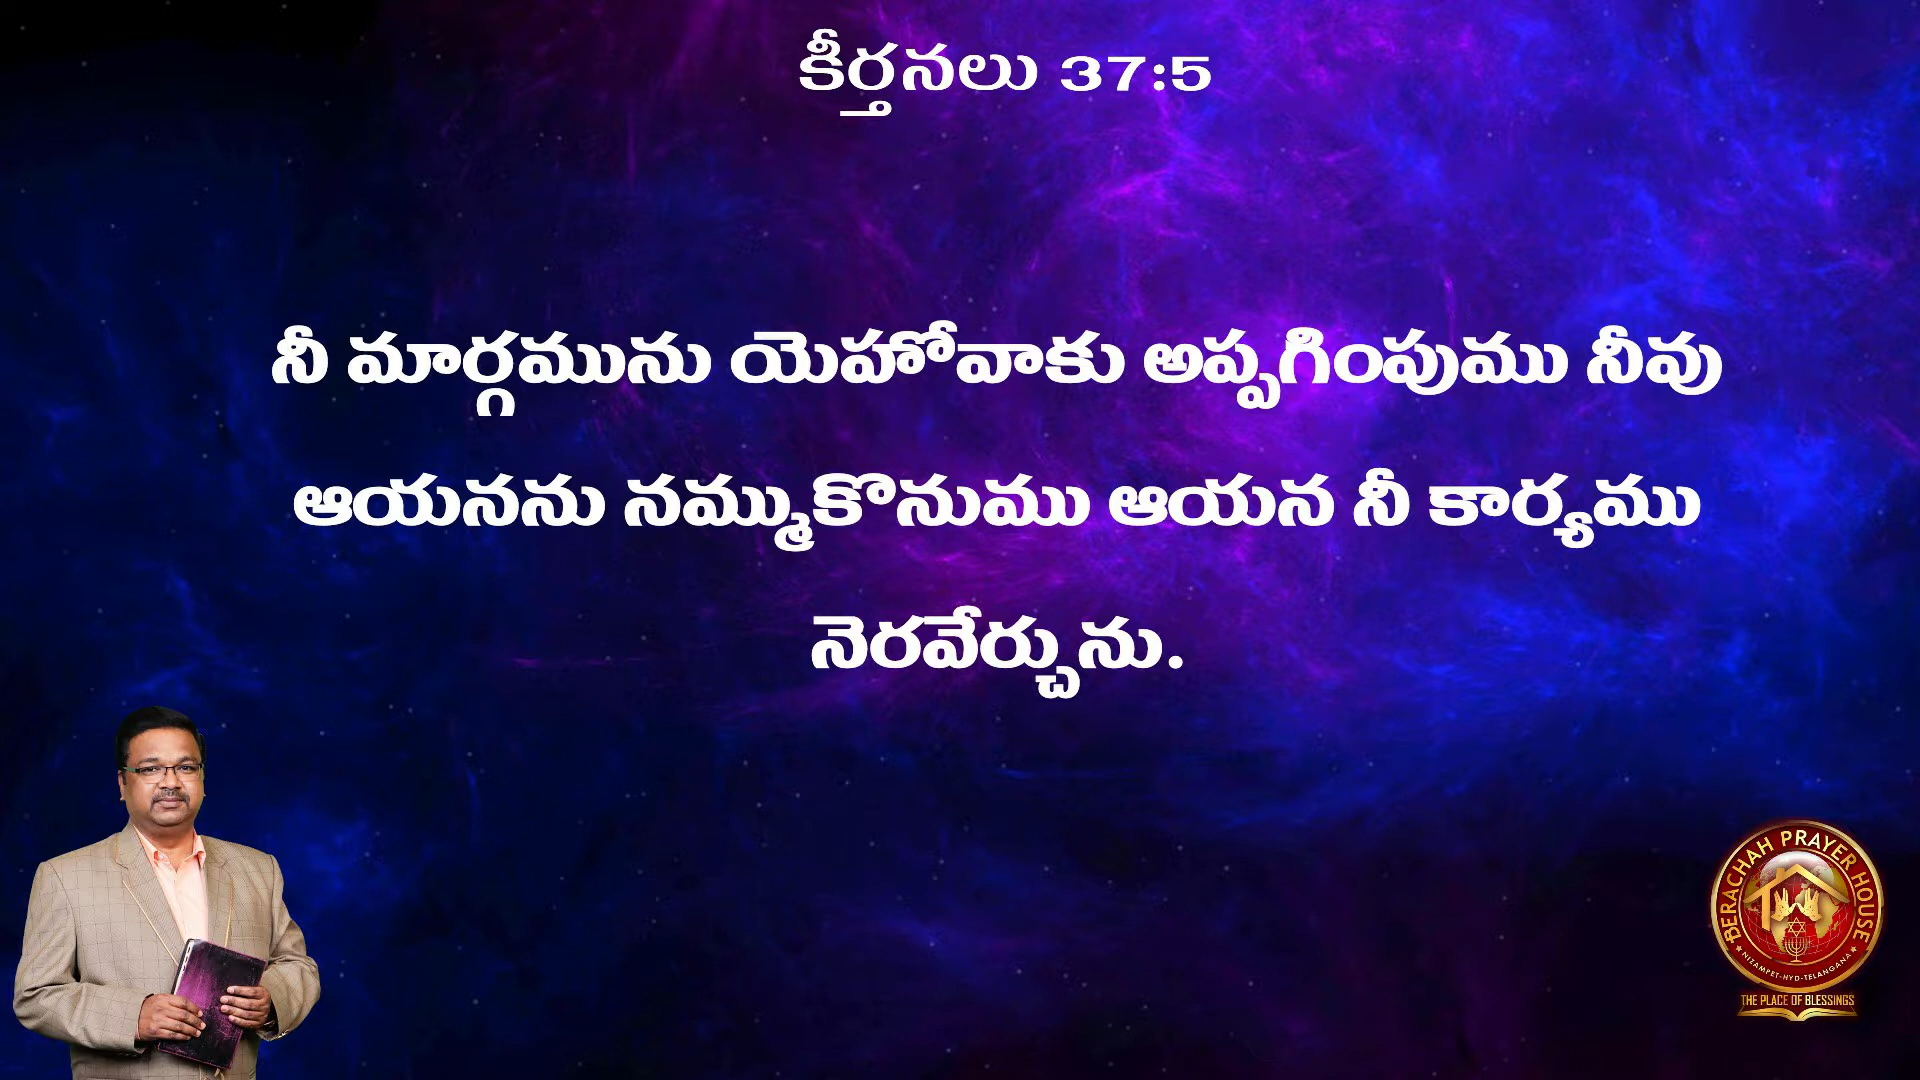 కీర్తనలు 37:5
నీ మార్గమును యెహోవాకు అప్పగింపుము నీవు
ఆయనను నమ్ముకొనుము ఆయన నీ కార్యము
నెరవేర్చును.
BERACHAH PRAYER HOUSE
★ NIZAMPET-HYD-TELANGANA ★
THE PLACE OF BLESSINGS